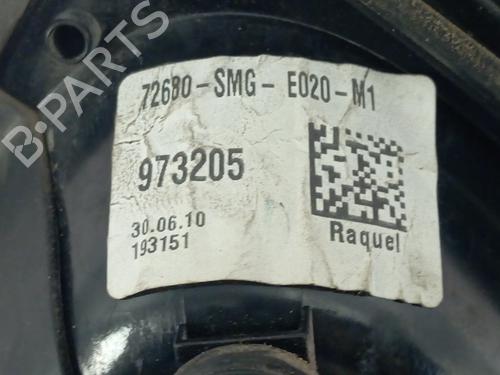 B-PARTS
72680-SMG-E020-M1
973205
30.06.10
193151
Raquel